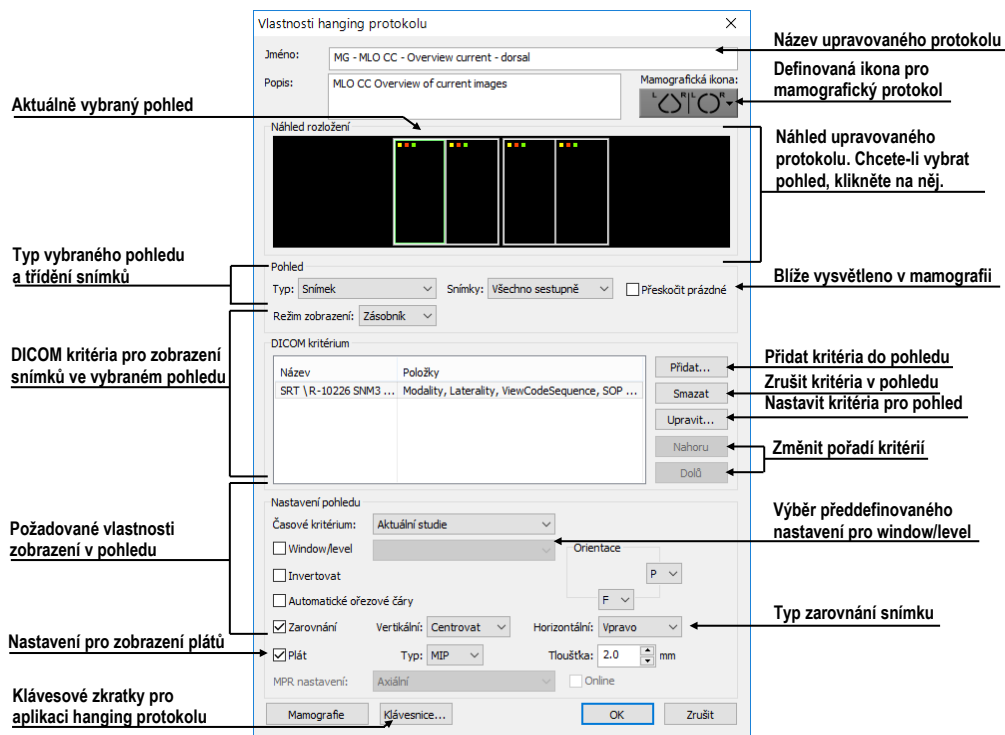 Vlastnosti hanging protokolu
Jméno:
MG - MLO CC - Overview current - dorsal
Název upravovaného protokolu
Popis:
MLO CC Overview of current images
Mamografická ikona:
L R L R
Definovaná ikona pro
mamografický protokol
Aktuálně vybraný pohled
Náhled rozložení
Náhled upravovaného
protokolu. Chcete-li vybrat
pohled, klikněte na něj.
Typ vybraného pohledu
a třídění snímků
Pohled
Typ: Snímek Snímky: Všechno sestupně Přeskočit prázdné
Blíže vysvětleno v mamografii
Režim zobrazení: Zásobník
DICOM kritéria pro zobrazení
snímků ve vybraném pohledu
DICOM kritérium
Název Položky
SRT \R-10226 SNM3 ... Modality, Laterality, ViewCodeSequence, SOP ...
Přidat...
Smazat
Upravit...
Nahoru
Dolů
Přidat kritéria do pohledu
Zrušit kritéria v pohledu
Nastavit kritéria pro pohled
Změnit pořadí kritérií
Požadované vlastnosti
zobrazení v pohledu
Nastavení pohledu
Časové kritérium: Aktuální studie
Window/level
Orientace
Výběr předdefinovaného
nastavení pro window/level
Invertovat
P
Automatické ořezové čáry
F
Zarovnání Vertikální: Centrovat Horizontální: Vpravo
Typ zarovnání snímku
Nastavení pro zobrazení plátů
Plát Typ: MIP Tloušťka: 2.0 mm
MPR nastavení: Axiální Online
Klávesové zkratky pro
aplikaci hanging protokolu
Mamografie Klávesnice... OK Zrušit